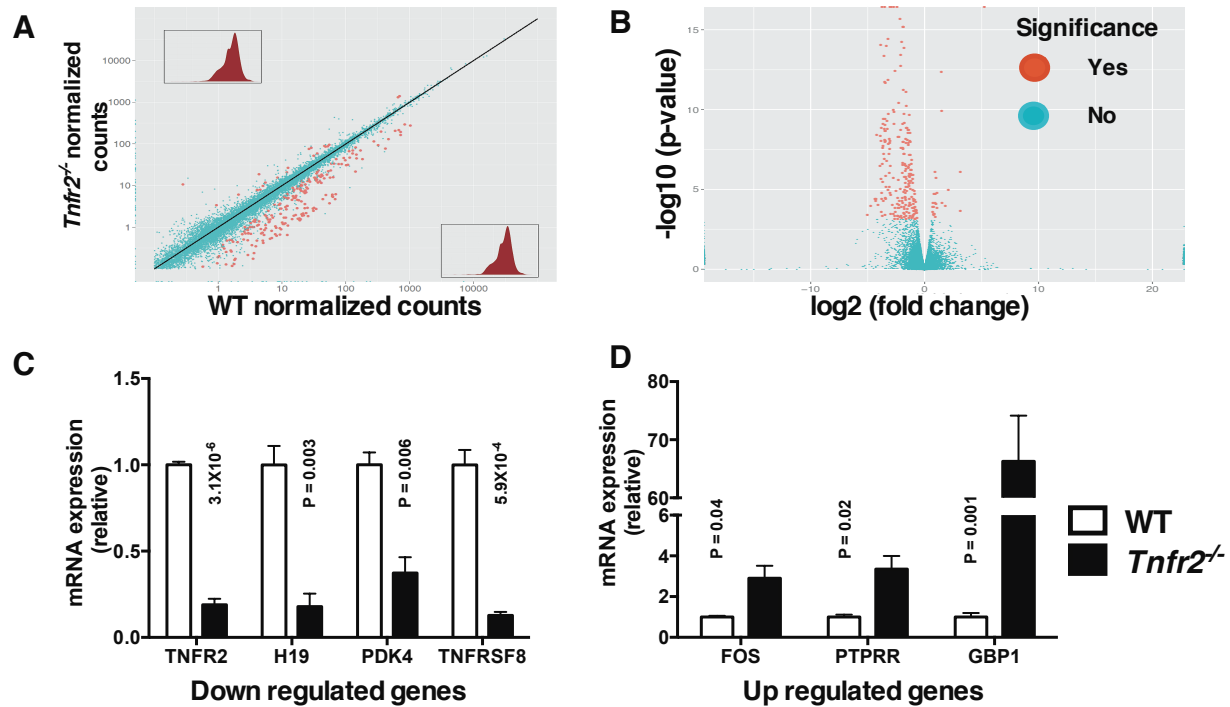 A
Tnfr2-/- normalized
counts
10000
1000
100
10
1
1
10
100
1000
10000
WT normalized counts
B
-log10 (p-value)
15
10
5
0
−10
0
10
20
log2 (fold change)
Significance
Yes
No
C
mRNA expression
(relative)
1.5
1.0
0.5
0.0
3.1X10-6
P = 0.003
P = 0.006
5.9X10-4
TNFR2
H19
PDK4
TNFRSF8
Down regulated genes
D
mRNA expression
(relative)
80
70
60
6
4
2
0
P = 0.04
P = 0.02
P = 0.001
FOS
PTPRR
GBP1
Up regulated genes
WT
Tnfr2-/-